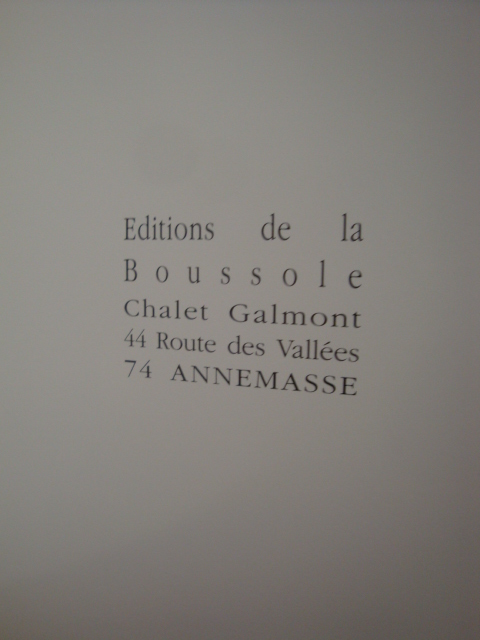 Editions de la
Boussole
Chalet Galmont
44 Route des Vallées
74 ANNEMASSE